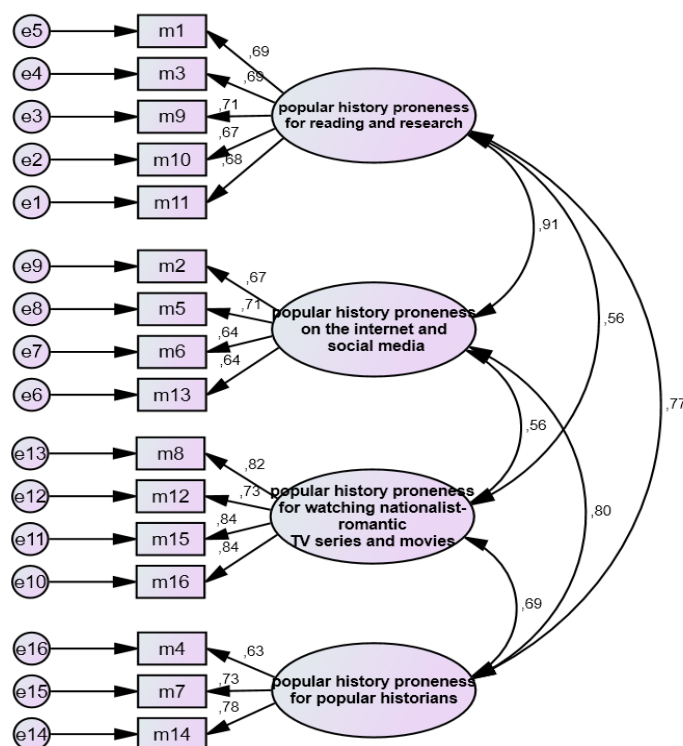 e5
m1
,69
e4
m3
,69
popular history proneness
for reading and research
e3
m9
,71
e2
m10
,67
e1
m11
,68
,91
,56
,77
e9
m2
,67
e8
m5
,71
popular history proneness
on the internet and
social media
e7
m6
,64
e6
m13
,64
,56
,80
e13
m8
,82
e12
m12
,73
popular history proneness
for watching nationalist-
romantic
TV series and movies
e11
m15
,84
e10
m16
,84
,69
e16
m4
,63
e15
m7
,73
popular history proneness
for popular historians
e14
m14
,78